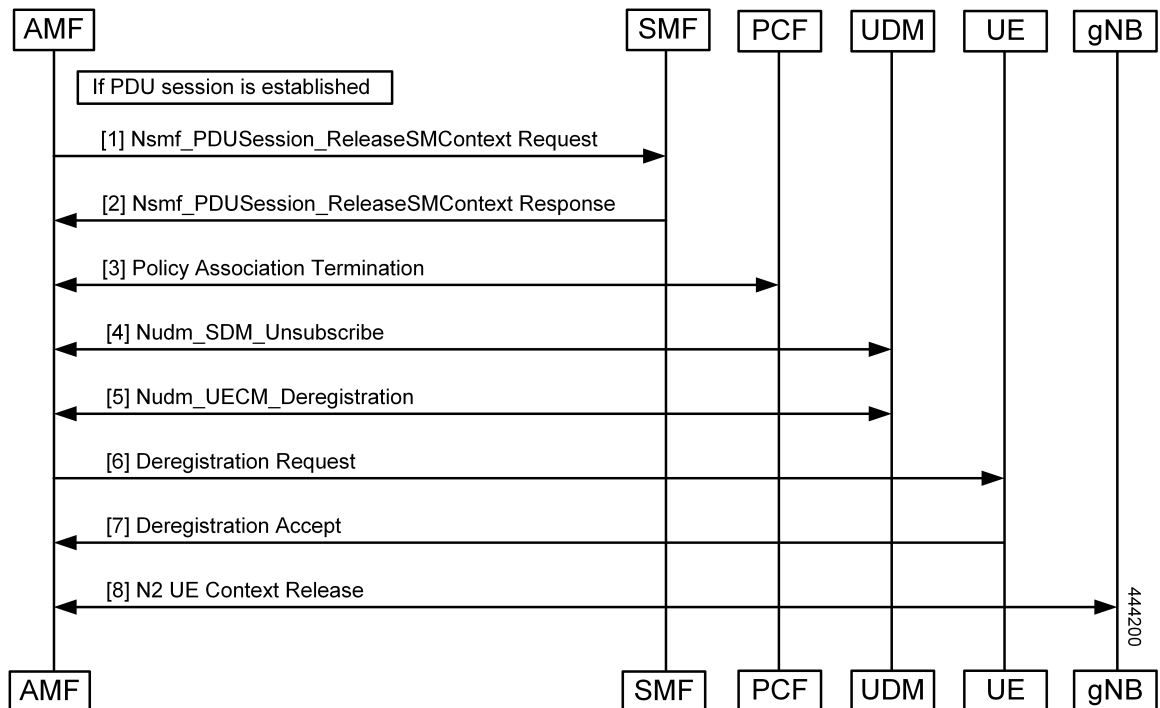 AMF
SMF
PCF
UDM
UE
gNB
If PDU session is established
[1] Nsmf_PDUSession_ReleaseSMContext Request
[2] Nsmf_PDUSession_ReleaseSMContext Response
[3] Policy Association Termination
[4] Nudm_SDM_Unsubscribe
[5] Nudm_UECM_Deregistration
[6] Deregistration Request
[7] Deregistration Accept
[8] N2 UE Context Release
444200
AMF
SMF
PCF
UDM
UE
gNB